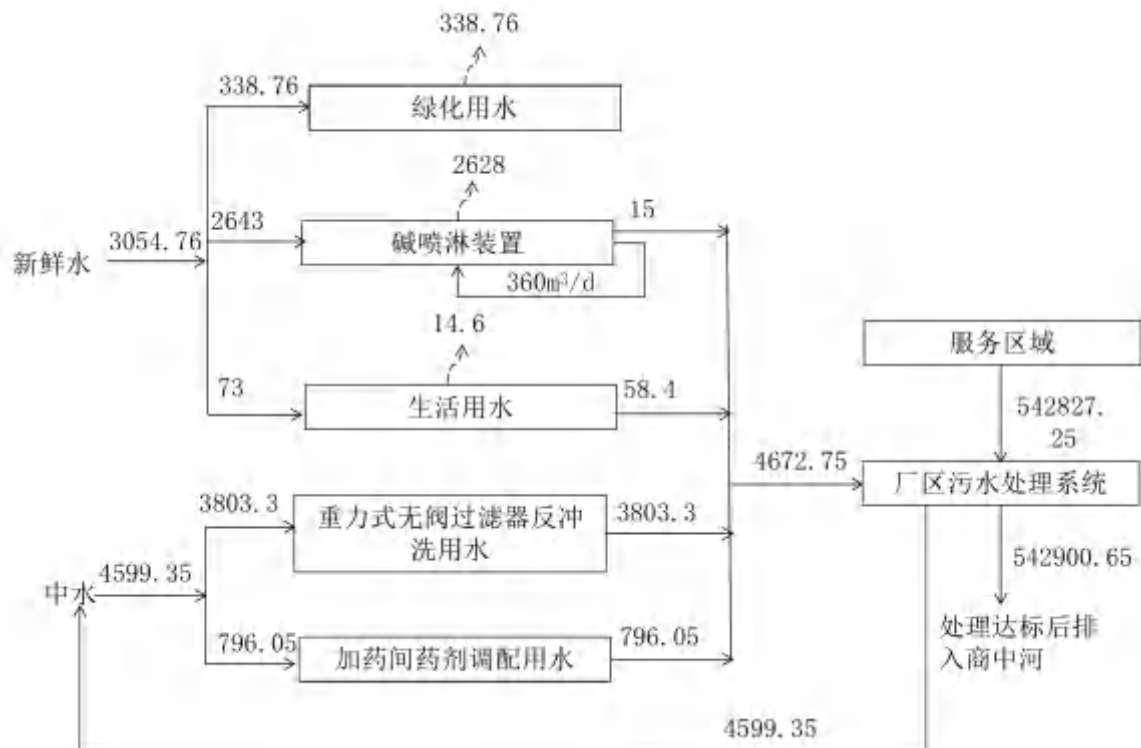 338.76
338.76
绿化用水
2628
2643
15
碱喷淋装置
3054.76
新鲜水
360m³/d
14.6
服务区域
73
58.4
生活用水
542827.
25
4672.75
厂区污水处理系统
3803.3
重力式无阀过滤器反冲
洗用水
3803.3
542900.65
4599.35
中水
796.05
796.05
加药间药剂调配用水
处理达标后排
入商中河
4599.35